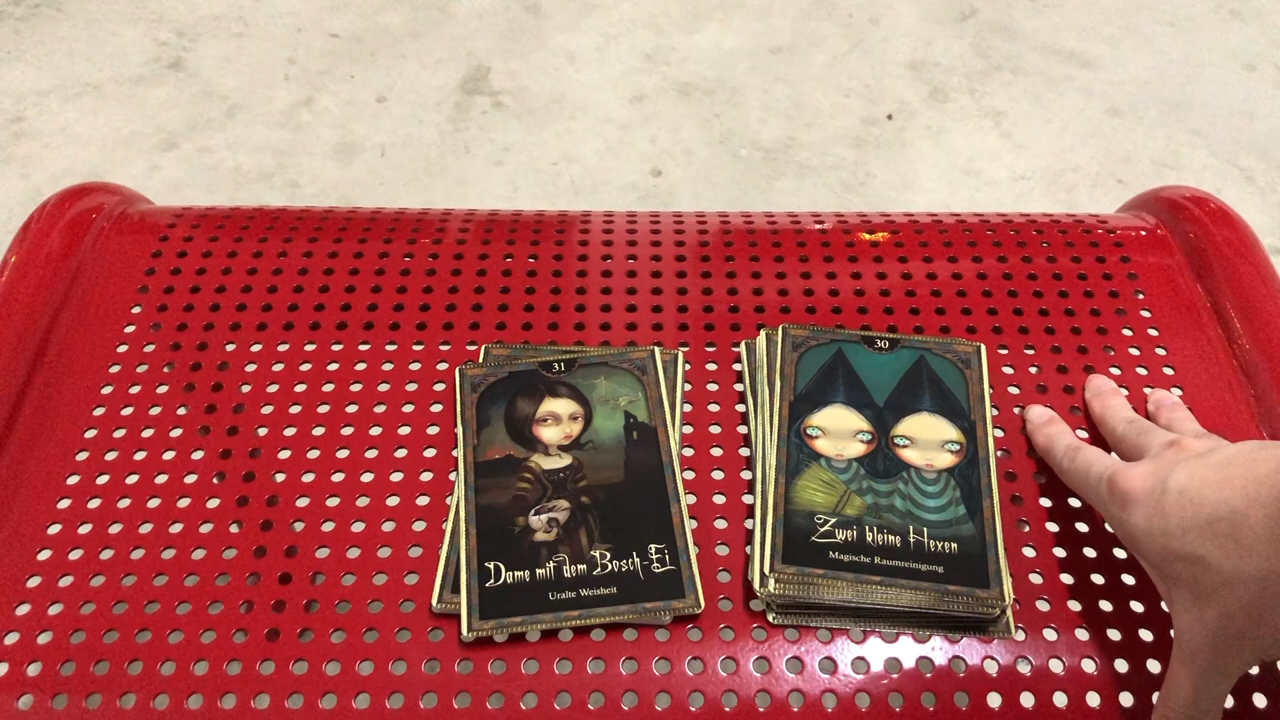 31
Dame mit dem Bosch-Ei
Uralte Weisheit
30
Zwei kleine Hexen
Magische Raumreinigung